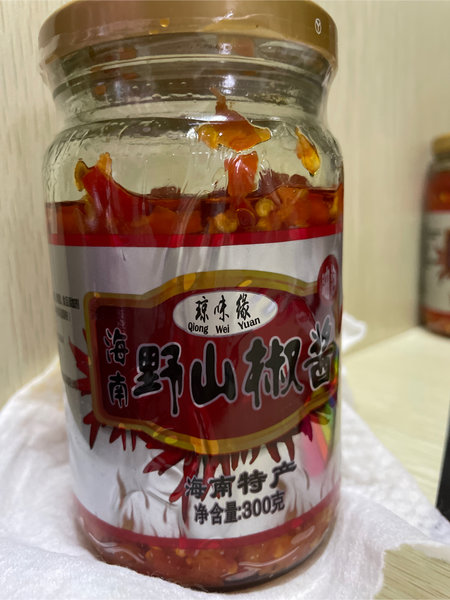 琼味缘
Qiong Wei Yuan
海南
野山椒酱
海南特产
净含量:300克